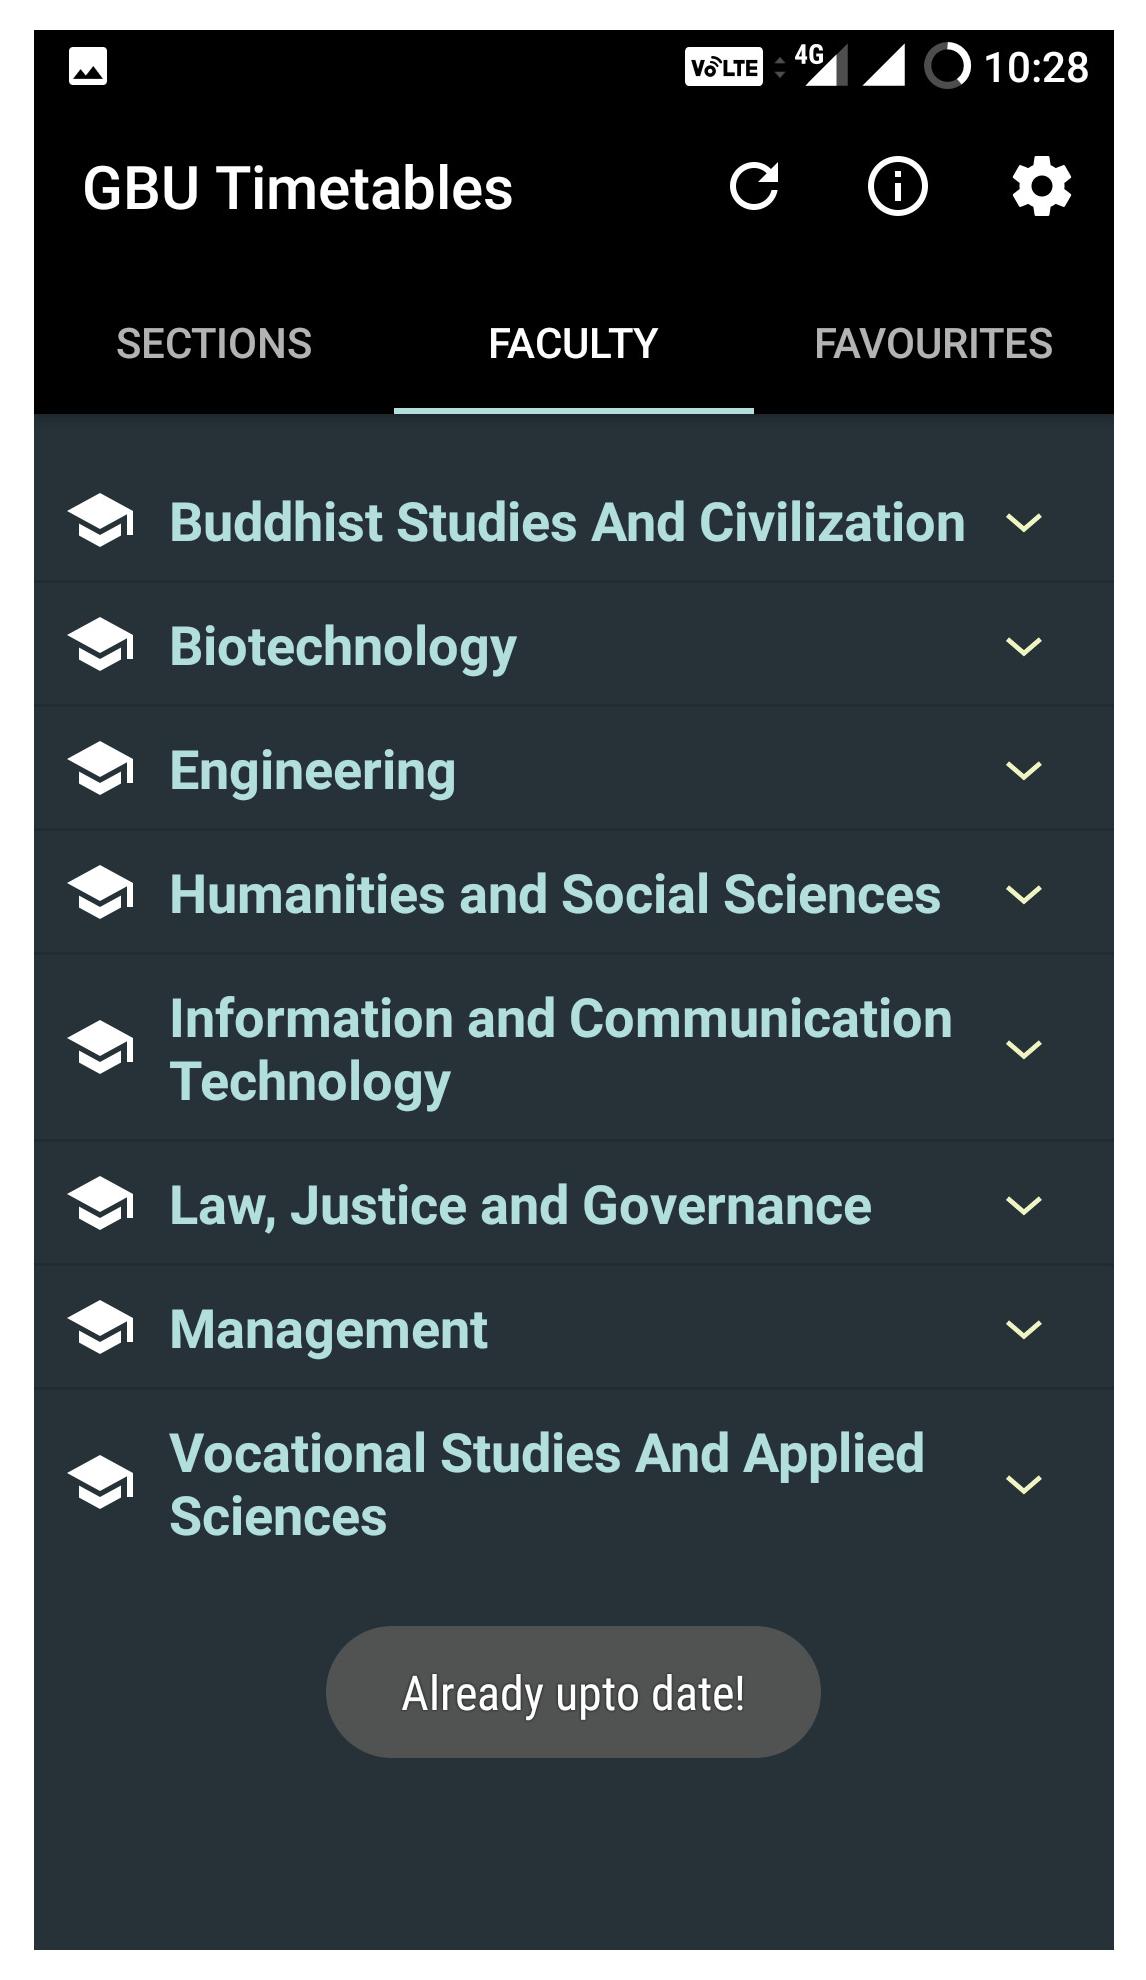 VoLTE 4G 10:28
GBU Timetables
SECTIONS FACULTY FAVOURITES
Buddhist Studies And Civilization
Biotechnology
Engineering
Humanities and Social Sciences
Information and Communication
Technology
Law, Justice and Governance
Management
Vocational Studies And Applied
Sciences
Already upto date!